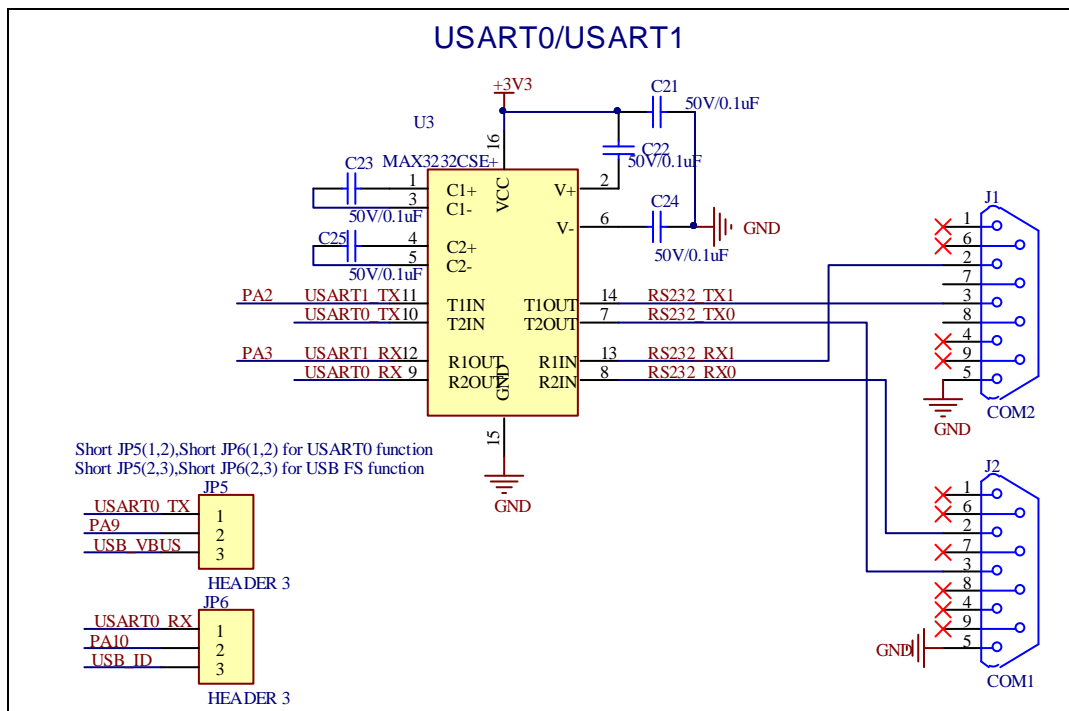 USART0/USART1
+3V3
C21
50V/0.1uF
U3
16
C22
50V/0.1uF
MAX3232CSE+
C23
50V/0.1uF
1
C1+
VCC
V+
2
3
C1-
V-
6
C24
50V/0.1uF
GND
C25
50V/0.1uF
4
C2+
5
C2-
PA2
USART1_TX
11
T1IN
T1OUT
14
RS232_TX1
USART0_TX
10
T2IN
T2OUT
7
RS232_TX0
PA3
USART1_RX
12
R1OUT
R1IN
13
RS232_RX1
USART0_RX
9
R2OUT
GND
R2IN
8
RS232_RX0
15
GND
J1
1
6
2
7
3
8
4
9
5
GND
COM2
Short JP5(1,2),Short JP6(1,2) for USART0 function
Short JP5(2,3),Short JP6(2,3) for USB FS function
JP5
USART0_TX
1
PA9
2
USB_VBUS
3
HEADER 3
JP6
USART0_RX
1
PA10
2
USB_ID
3
HEADER 3
J2
1
6
2
7
3
8
4
9
GND
5
COM1